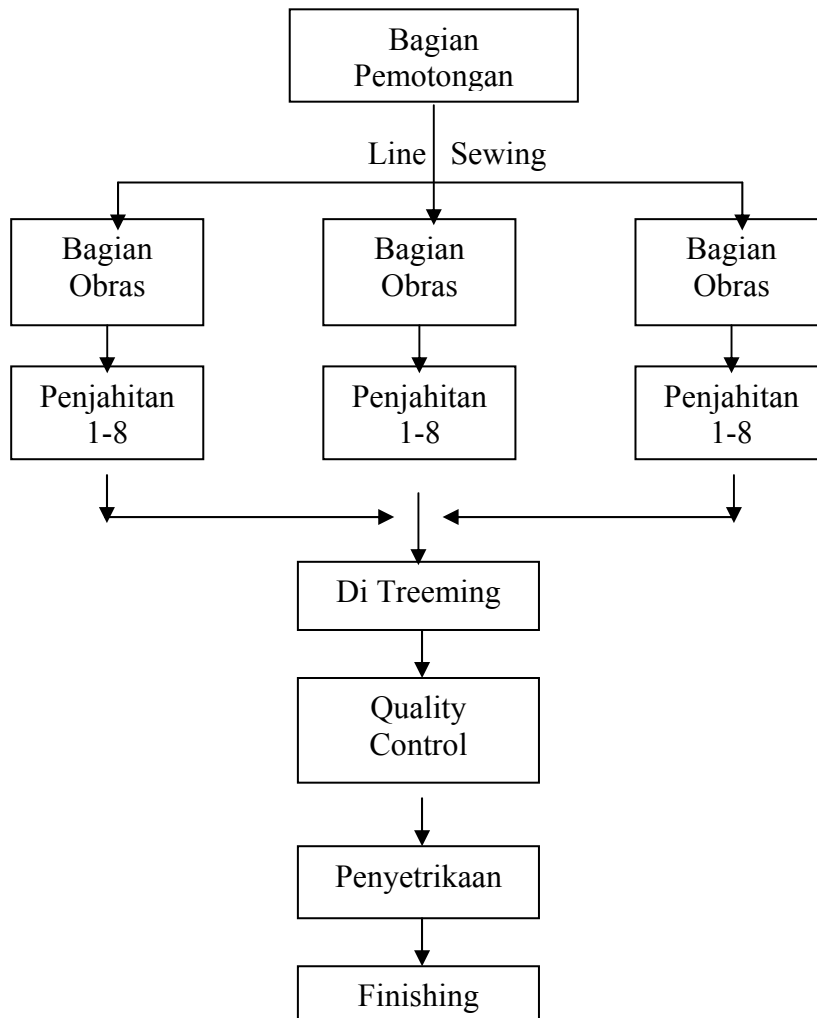 Bagian
Pemotongan
Line Sewing
Bagian
Obras
Bagian
Obras
Bagian
Obras
Penjahitan
1-8
Penjahitan
1-8
Penjahitan
1-8
Di Treeming
Quality
Control
Penyetrikaan
Finishing